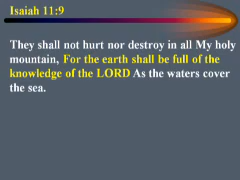 Isaiah 11:9
They shall not hurt nor destroy in all My holy
mountain, For the earth shall be full of the
knowledge of the LORD As the waters cover
the sea.